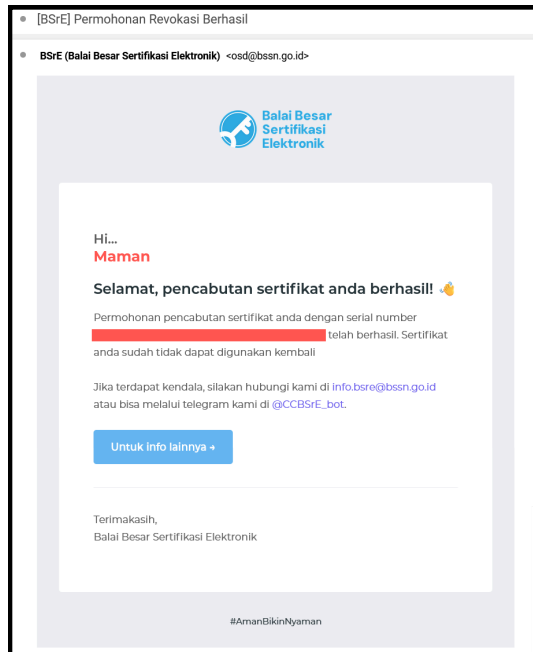 [BSrE] Permohonan Revokasi Berhasil
BSrE (Balai Besar Sertifikasi Elektronik) <osd@bssn.go.id>
Balai Besar
Sertifikasi
Elektronik
Hi...
Maman
Selamat, pencabutan sertifikat anda berhasil! 👋
Permohonan pencabutan sertifikat anda dengan serial number
telah berhasil. Sertifikat
anda sudah tidak dapat digunakan kembali
Jika terdapat kendala, silakan hubungi kami di info.bsre@bssn.go.id
atau bisa melalui telegram kami di @CCBSrE_bot.
Untuk info lainnya →
Terimakasih,
Balai Besar Sertifikasi Elektronik
#AmanBikinNyaman